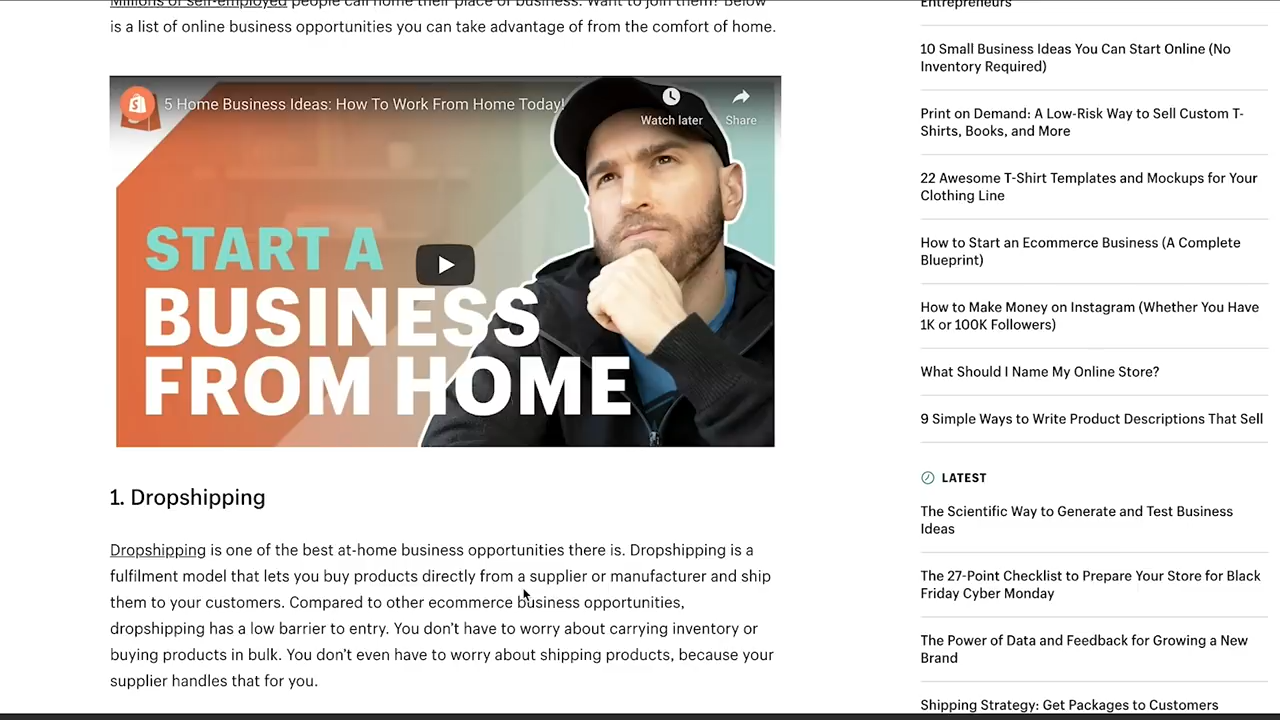 Millions of self-employed people call home their place of business. Want to join them? Below
is a list of online business opportunities you can take advantage of from the comfort of home.
5 Home Business Ideas: How To Work From Home Today!
Watch later
Share
START A
BUSINESS
FROM HOME
1. Dropshipping
Dropshipping is one of the best at-home business opportunities there is. Dropshipping is a
fulfilment model that lets you buy products directly from a supplier or manufacturer and ship
them to your customers. Compared to other ecommerce business opportunities,
dropshipping has a low barrier to entry. You don’t have to worry about carrying inventory or
buying products in bulk. You don’t even have to worry about shipping products, because your
supplier handles that for you.
Entrepreneurs
10 Small Business Ideas You Can Start Online (No
Inventory Required)
Print on Demand: A Low-Risk Way to Sell Custom T-
Shirts, Books, and More
22 Awesome T-Shirt Templates and Mockups for Your
Clothing Line
How to Start an Ecommerce Business (A Complete
Blueprint)
How to Make Money on Instagram (Whether You Have
1K or 100K Followers)
What Should I Name My Online Store?
9 Simple Ways to Write Product Descriptions That Sell
LATEST
The Scientific Way to Generate and Test Business
Ideas
The 27-Point Checklist to Prepare Your Store for Black
Friday Cyber Monday
The Power of Data and Feedback for Growing a New
Brand
Shipping Strategy: Get Packages to Customers